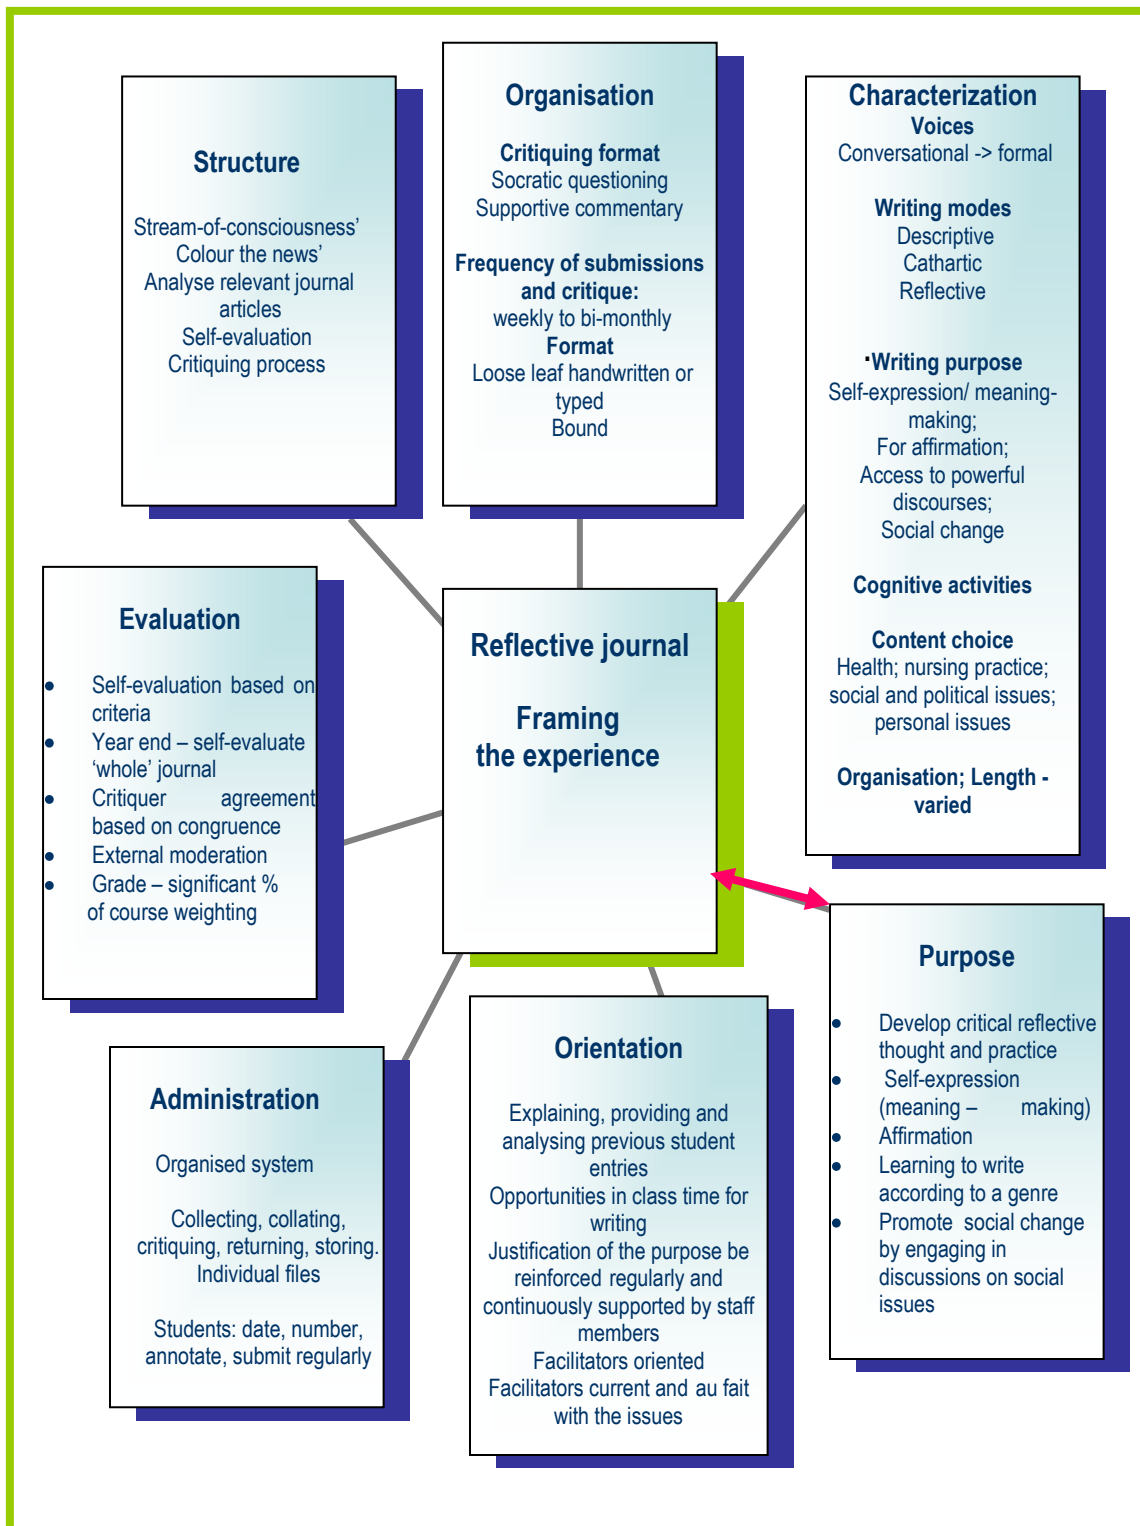 Structure
Stream-of-consciousness’
Colour the news’
Analyse relevant journal
articles
Self-evaluation
Critiquing process
Organisation
Critiquing format
Socratic questioning
Supportive commentary
Frequency of submissions
and critique:
weekly to bi-monthly
Format
Loose leaf handwritten or
typed
Bound
Characterization
Voices
Conversational -> formal
Writing modes
Descriptive
Cathartic
Reflective
·Writing purpose
Self-expression/ meaning-
making;
For affirmation;
Access to powerful
discourses;
Social change
Cognitive activities
Content choice
Health; nursing practice;
social and political issues;
personal issues
Organisation; Length -
varied
Evaluation
• Self-evaluation based on
criteria
• Year end – self-evaluate
‘whole’ journal
• Critiquer agreement
based on congruence
• External moderation
• Grade – significant %
of course weighting
Reflective journal
Framing
the experience
Purpose
• Develop critical reflective
thought and practice
• Self-expression
(meaning – making)
• Affirmation
• Learning to write
according to a genre
• Promote social change
by engaging in
discussions on social
issues
Administration
Organised system
Collecting, collating,
critiquing, returning, storing.
Individual files
Students: date, number,
annotate, submit regularly
Orientation
Explaining, providing and
analysing previous student
entries
Opportunities in class time for
writing
Justification of the purpose be
reinforced regularly and
continuously supported by staff
members
Facilitators oriented
Facilitators current and au fait
with the issues